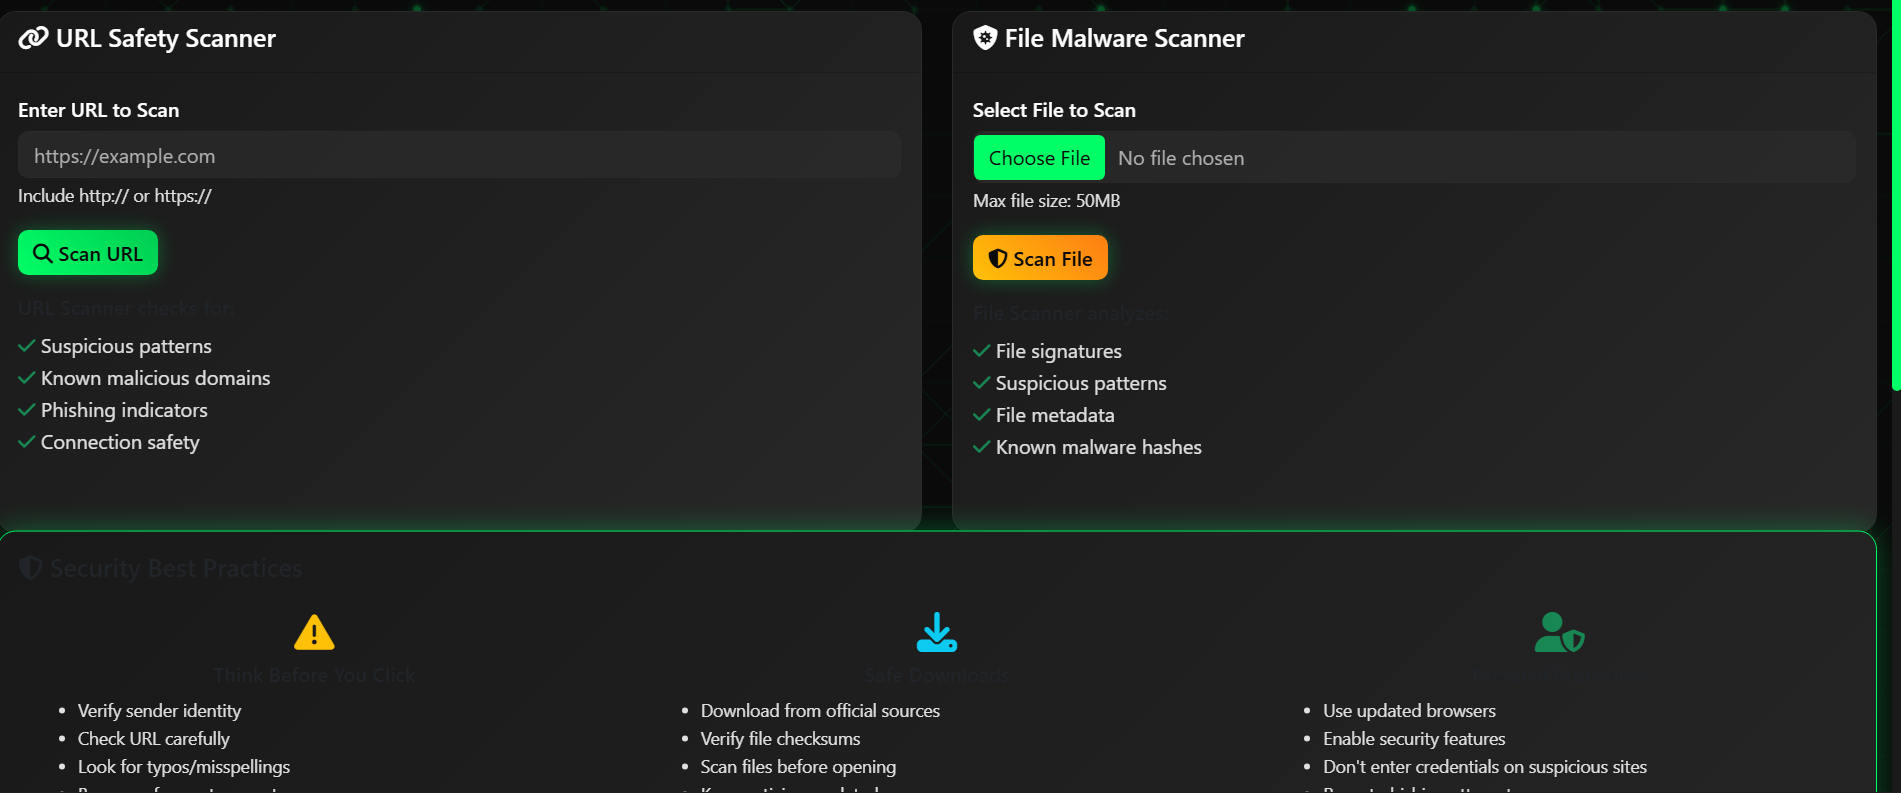 URL Safety Scanner
Enter URL to Scan
https://example.com
Include http:// or https://
Scan URL
URL Scanner checks for:
Suspicious patterns
Known malicious domains
Phishing indicators
Connection safety
File Malware Scanner
Select File to Scan
Choose File No file chosen
Max file size: 50MB
Scan File
File Scanner analyzes:
File signatures
Suspicious patterns
File metadata
Known malware hashes
Security Best Practices
Think Before You Click
Verify sender identity
Check URL carefully
Look for typos/misspellings
Safe Downloads
Download from official sources
Verify file checksums
Scan files before opening
Use updated browsers
Enable security features
Don't enter credentials on suspicious sites